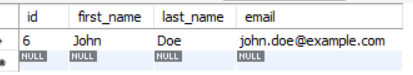 id first_name last_name email
6 John Doe john.doe@example.com
NULL NULL NULL NULL